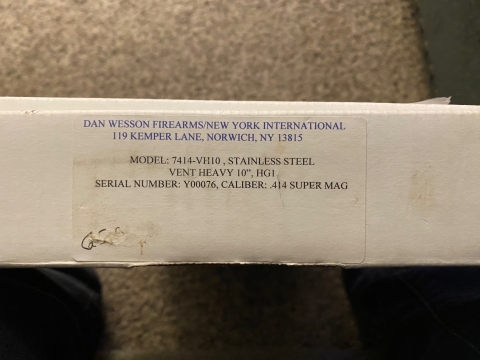 DAN WESSON FIREARMS/NEW YORK INTERNATIONAL
119 KEMPER LANE, NORWICH, NY 13815
MODEL: 7414-VH10 , STAINLESS STEEL
VENT HEAVY 10", HG1
SERIAL NUMBER: Y00076, CALIBER: .414 SUPER MAG